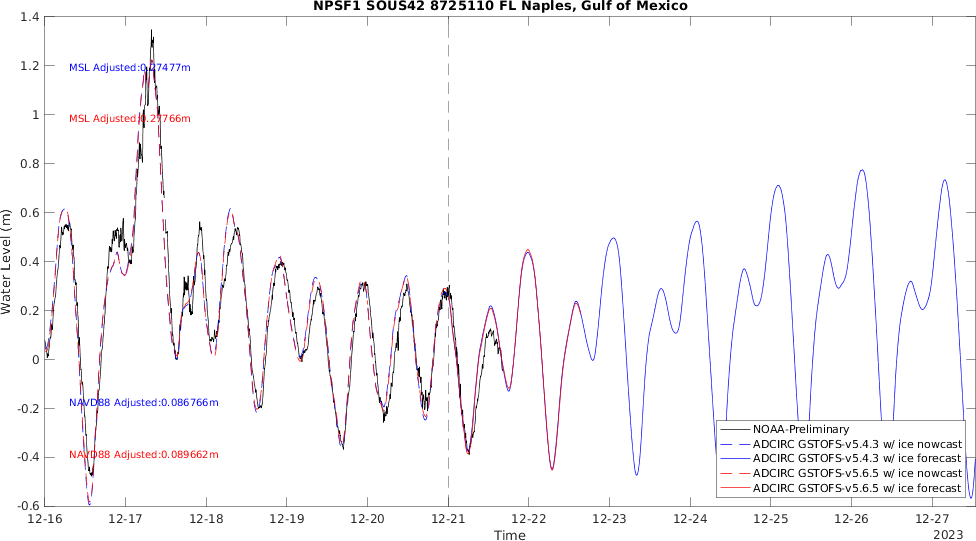 NPSF1 SOUS42 8725110 FL Naples, Gulf of Mexico
1.4
1.2
1
0.8
0.6
0.4
0.2
0
-0.2
-0.4
-0.6
Water Level (m)
MSL Adjusted:0.27477m
MSL Adjusted:0.27766m
NAVD88 Adjusted:0.086766m
NAVD88 Adjusted:0.089662m
NOAA-Preliminary
ADCIRC GSTOFS-v5.4.3 w/ ice nowcast
ADCIRC GSTOFS-v5.4.3 w/ ice forecast
ADCIRC GSTOFS-v5.6.5 w/ ice nowcast
ADCIRC GSTOFS-v5.6.5 w/ ice forecast
12-16 12-17 12-18 12-19 12-20 12-21 12-22 12-23 12-24 12-25 12-26 12-27
Time
2023